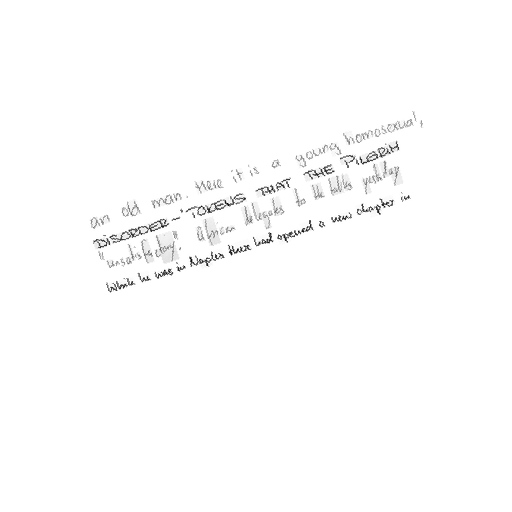 an old man. Here it is a young homosexual,
DISORDER - 'TOKENS THAT THE PILGRIM
"unsatisfactory". African delegates to the talks yesterday
While he was in Naples there had opened a new chapter in